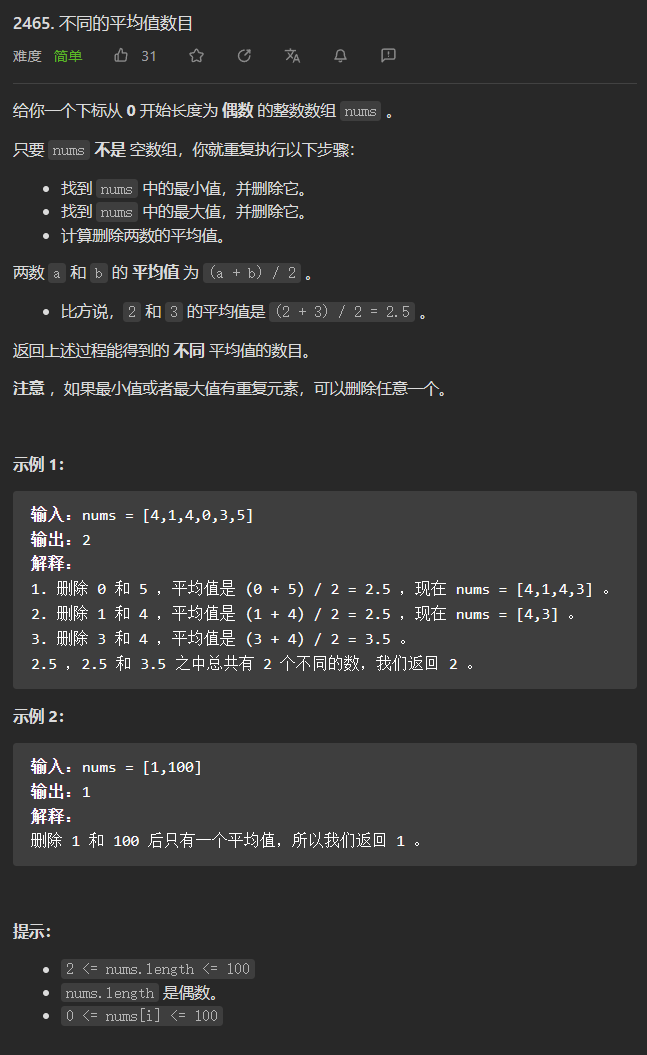 2465. 不同的平均值数目
难度 简单 31
给你一个下标从 0 开始长度为 偶数 的整数数组 nums 。
只要 nums 不是 空数组，你就重复执行以下步骤：
• 找到 nums 中的最小值，并删除它。
• 找到 nums 中的最大值，并删除它。
• 计算删除两数的平均值。
两数 a 和 b 的 平均值 为 (a + b) / 2 。
• 比方说，2 和 3 的平均值是 (2 + 3) / 2 = 2.5 。
返回上述过程能得到的 不同 平均值的数目。
注意 ，如果最小值或者最大值有重复元素，可以删除任意一个。
示例 1：
输入：nums = [4,1,4,0,3,5]
输出：2
解释：
1. 删除 0 和 5 ，平均值是 (0 + 5) / 2 = 2.5 ，现在 nums = [4,1,4,3] 。
2. 删除 1 和 4 ，平均值是 (1 + 4) / 2 = 2.5 ，现在 nums = [4,3] 。
3. 删除 3 和 4 ，平均值是 (3 + 4) / 2 = 3.5 。
2.5 ，2.5 和 3.5 之中总共有 2 个不同的数，我们返回 2 。
示例 2：
输入：nums = [1,100]
输出：1
解释：
删除 1 和 100 后只有一个平均值，所以我们返回 1 。
提示：
• 2 <= nums.length <= 100
• nums.length 是偶数。
• 0 <= nums[i] <= 100